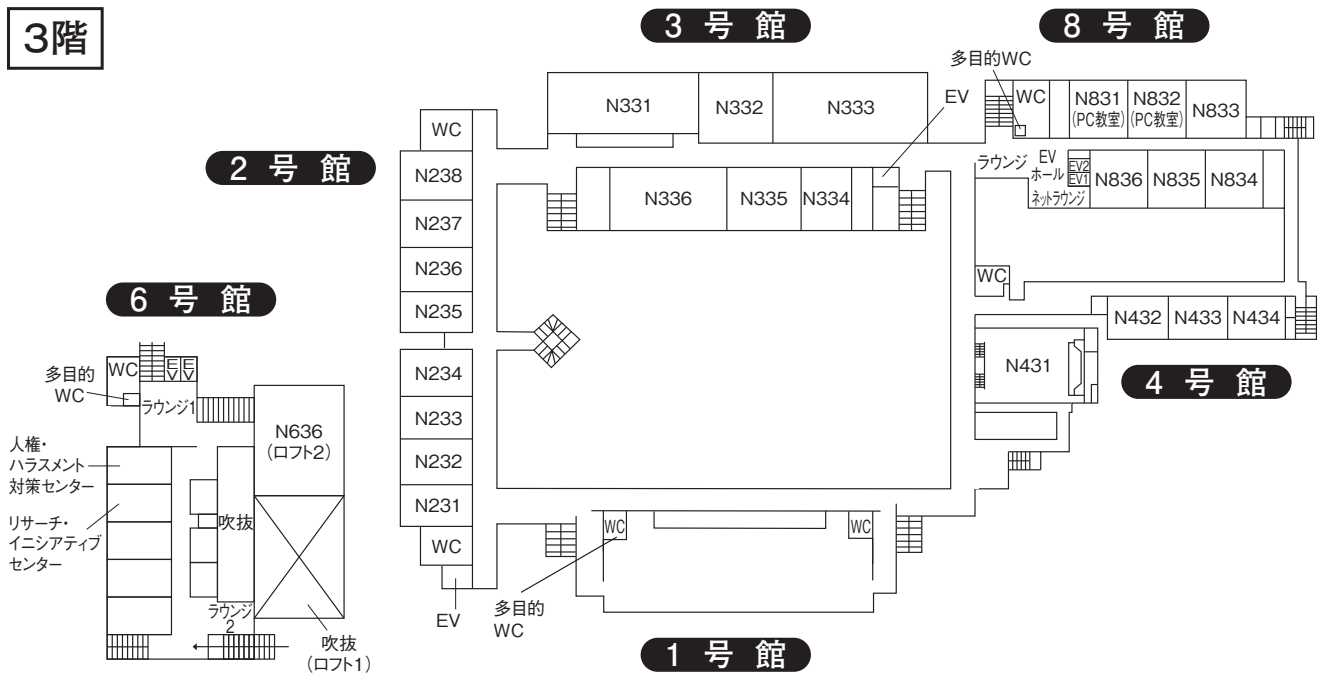 3階
3 号 館
8 号 館
多目的WC
EV
N331
N332
N333
WC
N831
(PC教室)
N832
(PC教室)
N833
WC
2 号 館
N238
N237
N236
N235
N234
N233
N232
N231
WC
EV
N336
N335
N334
ラウンジ
EV
ホール
EV2
EV1
ネットラウンジ
N836
N835
N834
WC
N432
N433
N434
N431
4 号 館
6 号 館
WC
EV
EV
多目的
WC
ラウンジ1
N636
(ロフト2)
人権・
ハラスメント
対策センター
リサーチ・
イニシアティブ
センター
吹抜
ラウンジ
2
吹抜
(ロフト1)
WC
WC
多目的
WC
1 号 館